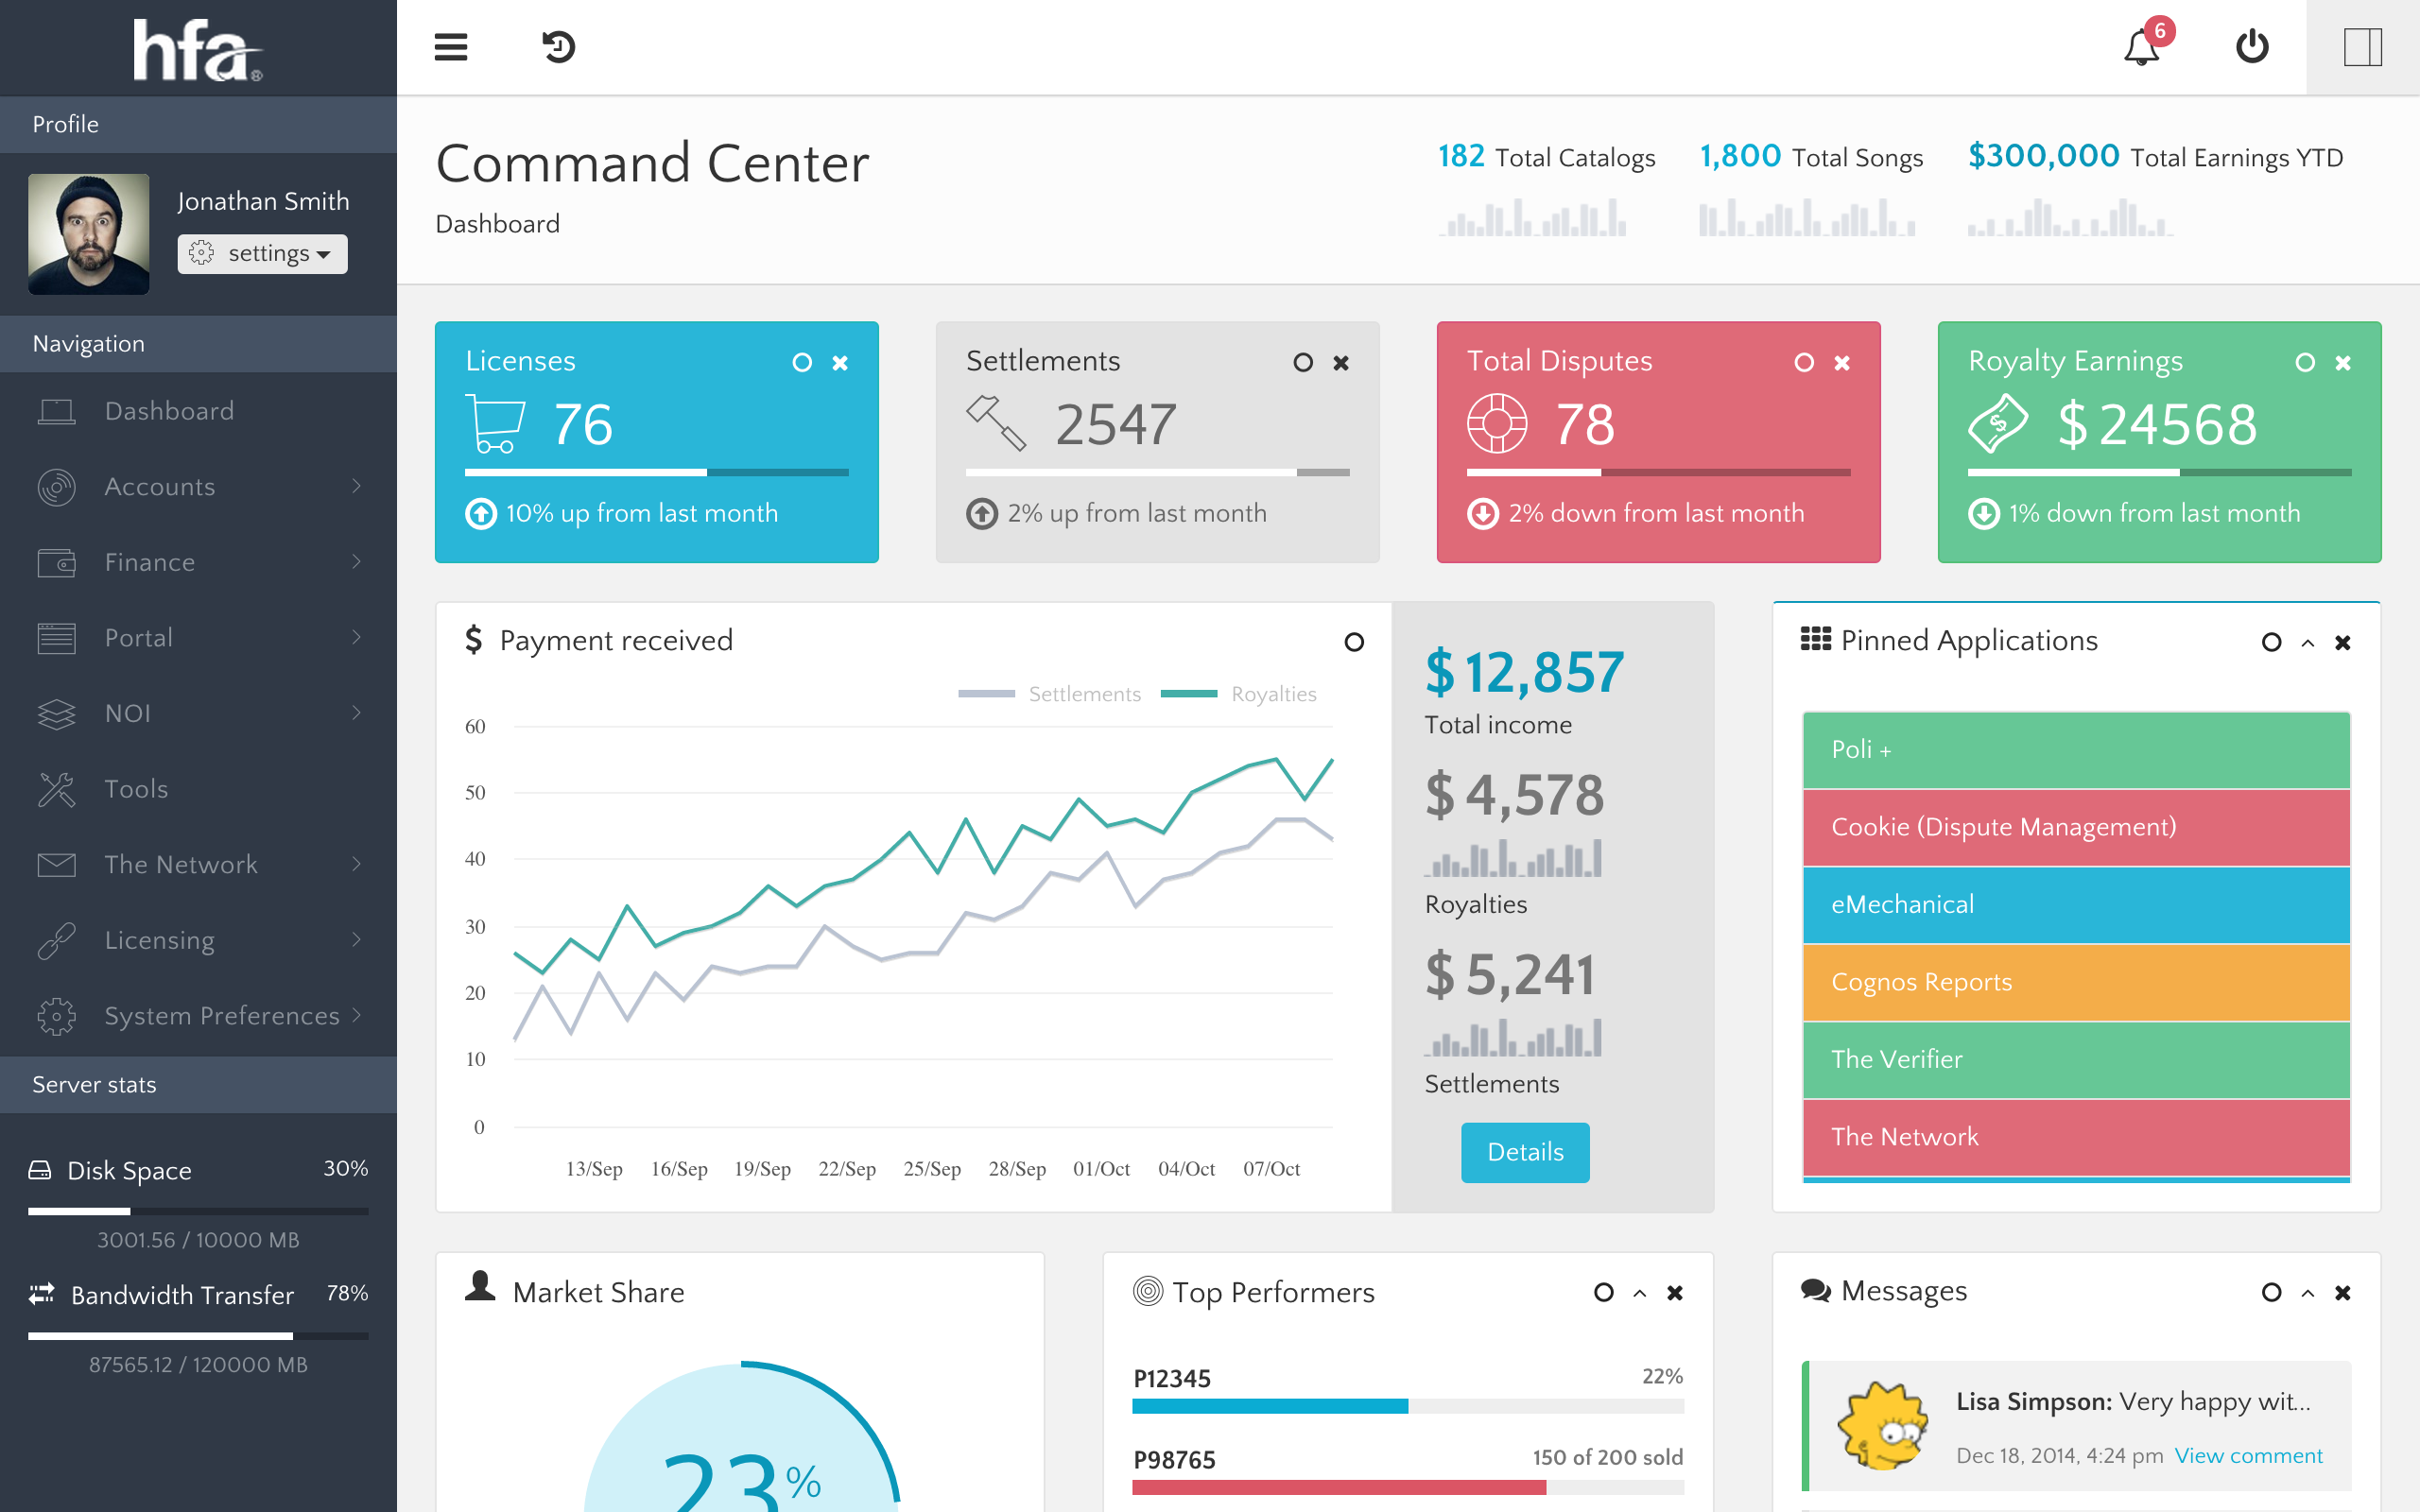 hfa®
6
Profile
Jonathan Smith
settings
Navigation
Dashboard
Accounts
Finance
Portal
NOI
Tools
The Network
Licensing
System Preferences
Server stats
Disk Space 30%
3001.56 / 10000 MB
Bandwidth Transfer 78%
87565.12 / 120000 MB
Command Center
Dashboard
182 Total Catalogs
1,800 Total Songs
$300,000 Total Earnings YTD
Licenses
76
10% up from last month
Settlements
2547
2% up from last month
Total Disputes
78
2% down from last month
Royalty Earnings
$ 24568
1% down from last month
$ Payment received
Settlements Royalties
60
50
40
30
20
10
0
13/Sep 16/Sep 19/Sep 22/Sep 25/Sep 28/Sep 01/Oct 04/Oct 07/Oct
$ 12,857
Total income
$ 4,578
Royalties
$ 5,241
Settlements
Details
Pinned Applications
Poli +
Cookie (Dispute Management)
eMechanical
Cognos Reports
The Verifier
The Network
Market Share
23%
Top Performers
P12345 22%
P98765 150 of 200 sold
Messages
Lisa Simpson: Very happy wit...
Dec 18, 2014, 4:24 pm View comment